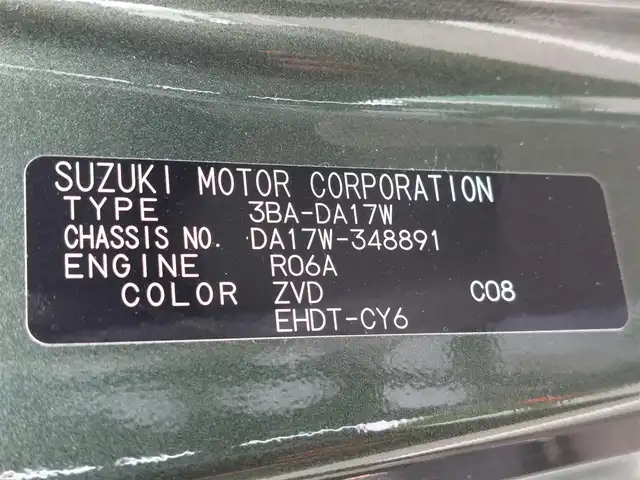 SUZUKI MOTOR CORPORATION
TYPE 3BA-DA17W
CHASSIS NO. DA17W-348891
ENGINE R06A
COLOR ZVD C08
EHDT-CY6